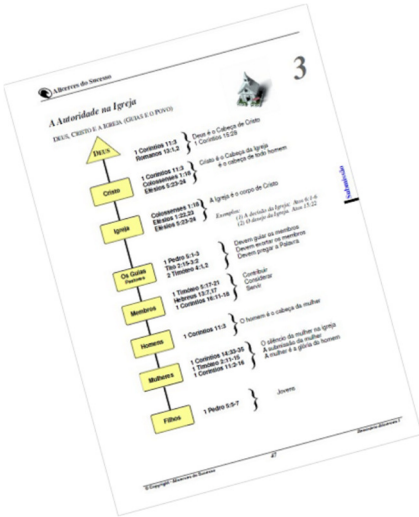 Alicerces do Sucesso
3
A Autoridade na Igreja
DEUS, CRISTO E A IGREJA (GUIAS E O POVO)
DEUS
1 Coríntios 11:3
Romanos 13:1,2
Deus é o Cabeça de Cristo
1 Coríntios 15:28
Cristo
1 Coríntios 11:3
Colossenses 1:18
Efésios 5:23-24
Cristo é o Cabeça da Igreja
e o cabeça de todo homem
Submissão
Igreja
Colossenses 1:18
Efésios 1:22,23
Efésios 5:23-24
A Igreja é o corpo de Cristo
Exemplos:
(1) A decisão da Igreja; Atos 6:1-6
(2) O desejo da Igreja; Atos 15:22
Os Guias
Pastores
1 Pedro 5:1-3
Tito 2:15-3:2
2 Timóteo 4:1,2
Devem guiar os membros
Devem exortar os membros
Devem pregar a Palavra
Membros
1 Timóteo 5:17-21
Hebreus 13:7,17
1 Coríntios 16:11-18
Contribuir
Considerar
Servir
Homens
1 Coríntios 11:3
O homem é o cabeça da mulher
Mulheres
1 Coríntios 14:33-35
1 Timóteo 2:11-15
1 Coríntios 11:3-16
O silêncio da mulher na igreja
A submissão da mulher
A mulher é a glória do homem
Filhos
1 Pedro 5:5-7
Jovens
© Copyright - Alicerces do Sucesso
47